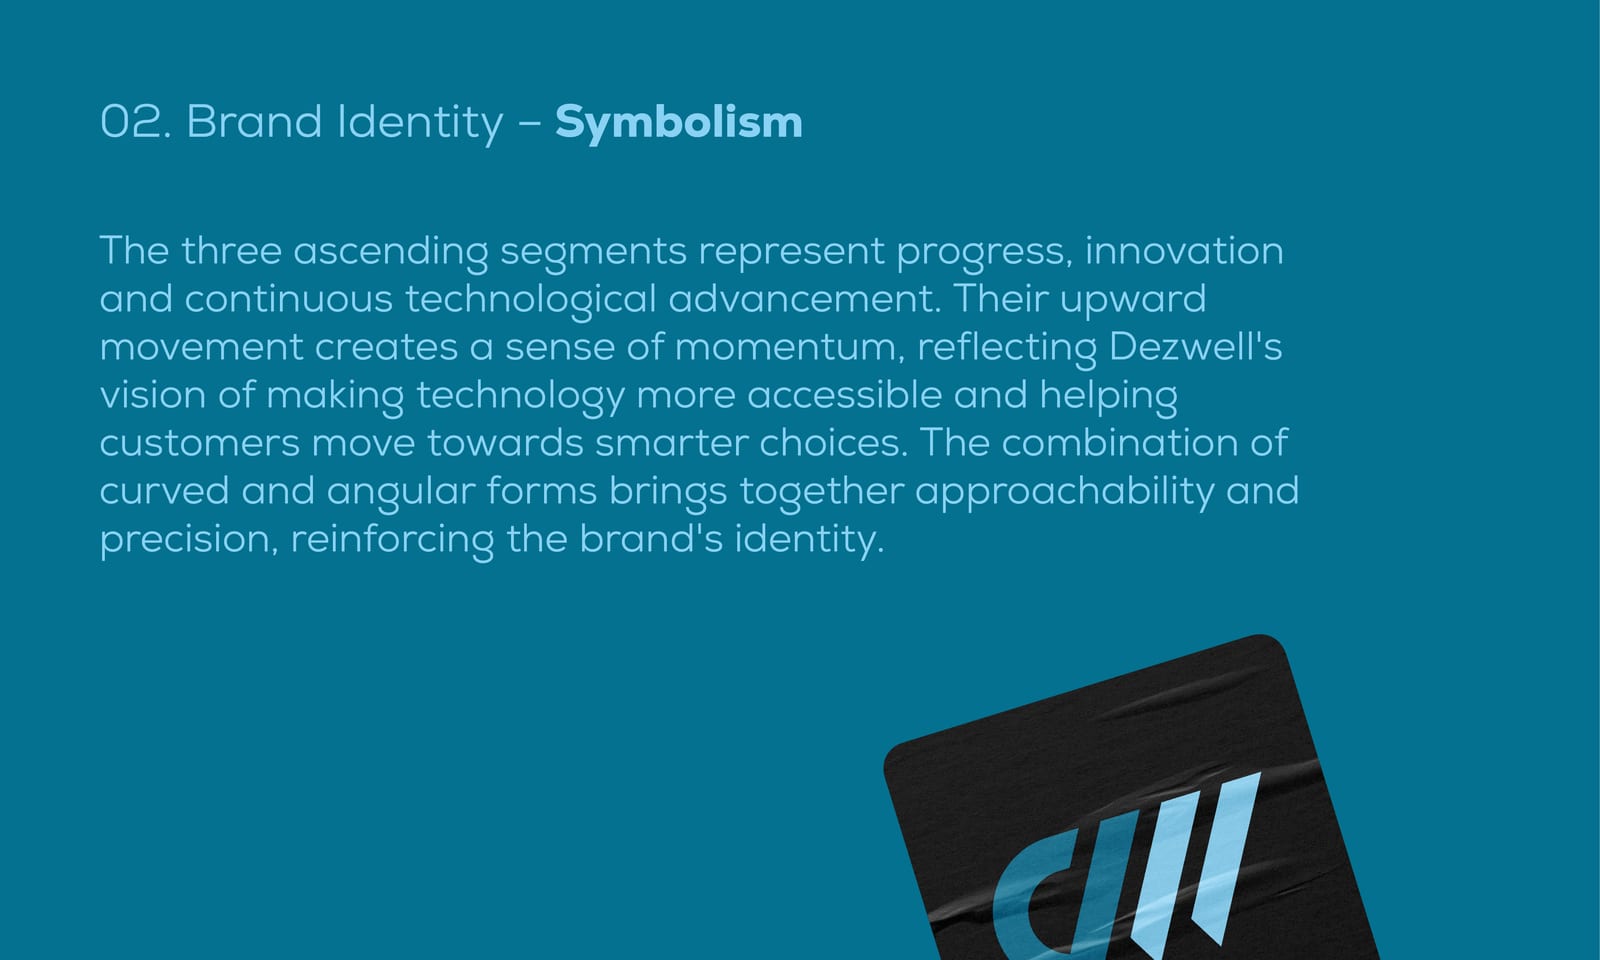 02. Brand Identity – Symbolism
The three ascending segments represent progress, innovation
and continuous technological advancement. Their upward
movement creates a sense of momentum, reflecting Dezwell's
vision of making technology more accessible and helping
customers move towards smarter choices. The combination of
curved and angular forms brings together approachability and
precision, reinforcing the brand's identity.